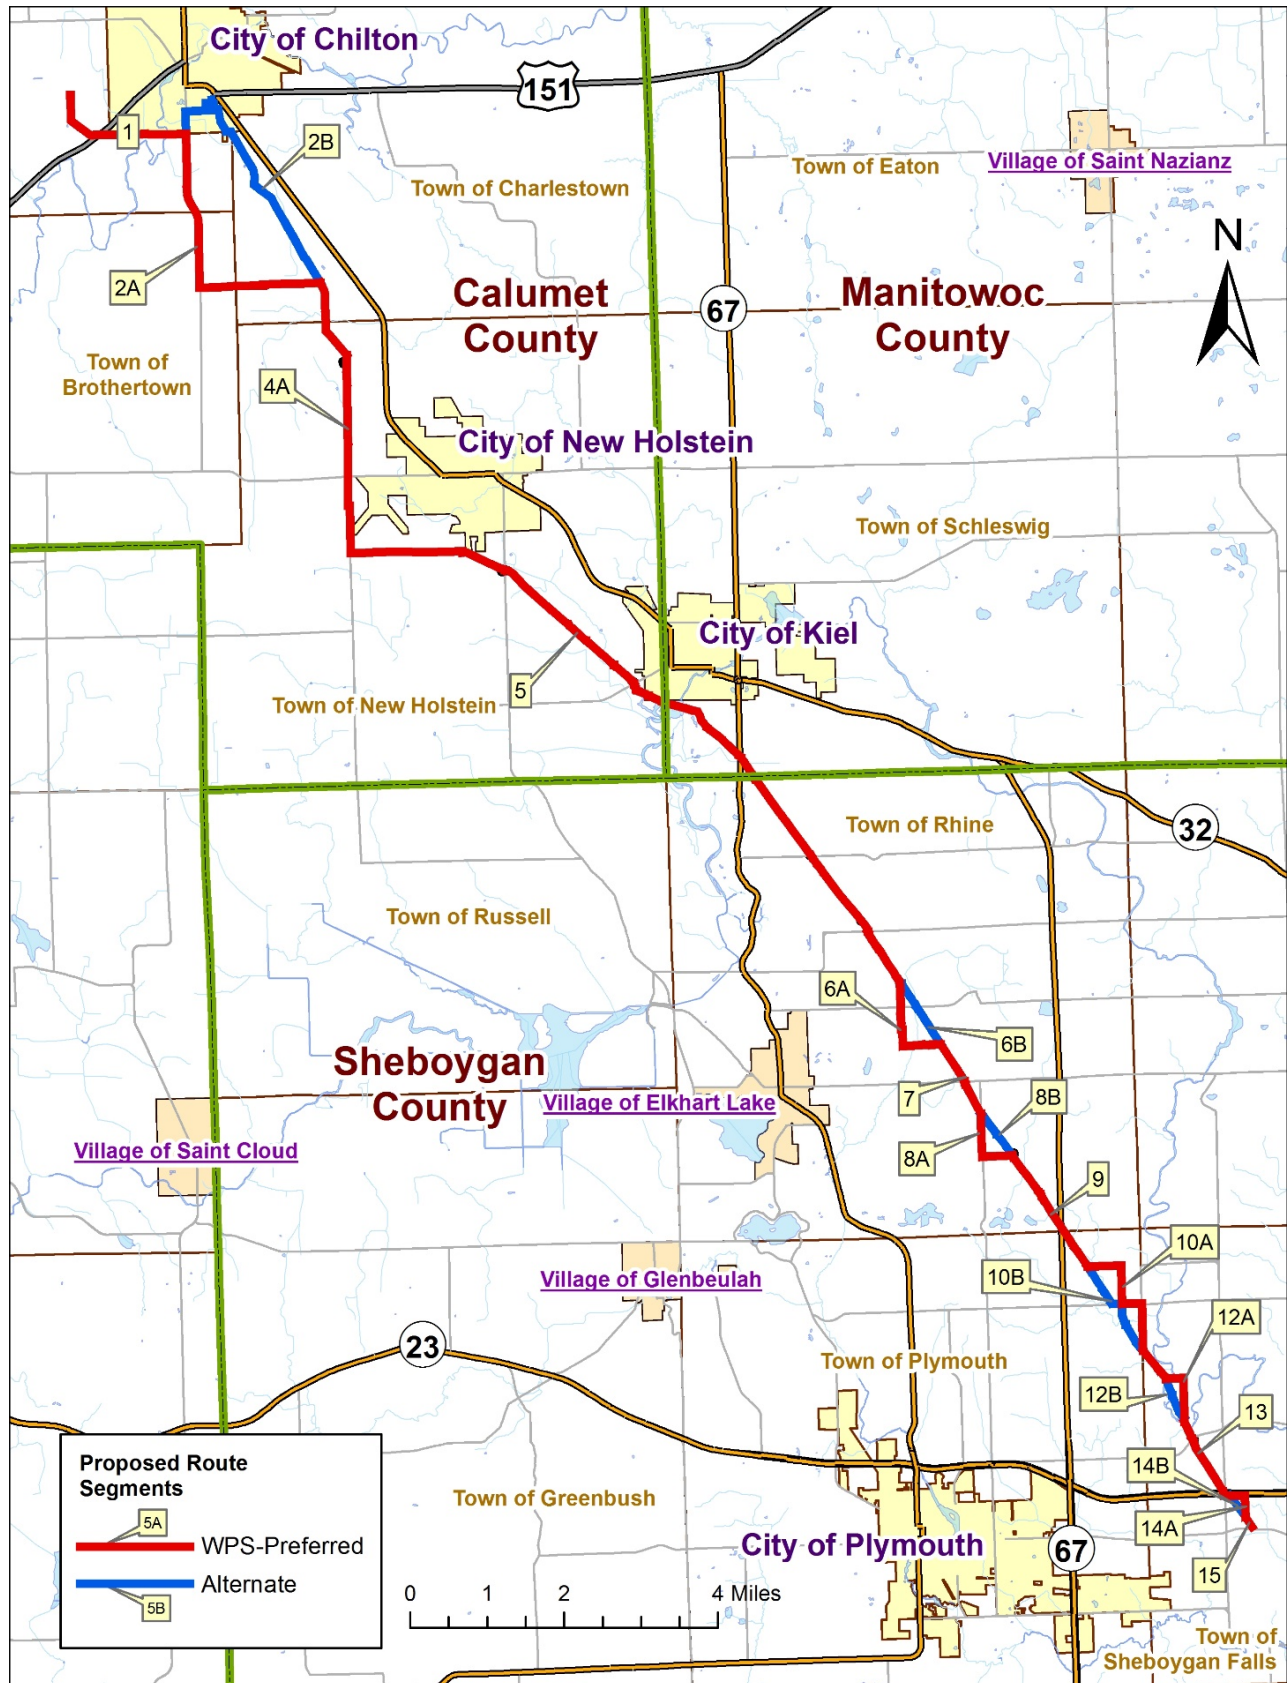 City of Chilton
151
1
2B
Town of Charlestown
Town of Eaton
Village of Saint Nazianz
N
2A
Calumet
County
67
Manitowoc
County
Town of
Brothertown
4A
City of New Holstein
Town of Schleswig
City of Kiel
5
Town of New Holstein
Town of Rhine
32
Town of Russell
6A
6B
Sheboygan
County
7
8B
Village of Elkhart Lake
Village of Saint Cloud
8A
9
10A
Village of Glenbeulah
10B
12A
23
Town of Plymouth
12B
13
14B
Town of Greenbush
14A
City of Plymouth
67
15
Town of
Sheboygan Falls
Proposed Route
Segments
5A
WPS-Preferred
Alternate
5B
0 1 2 4 Miles